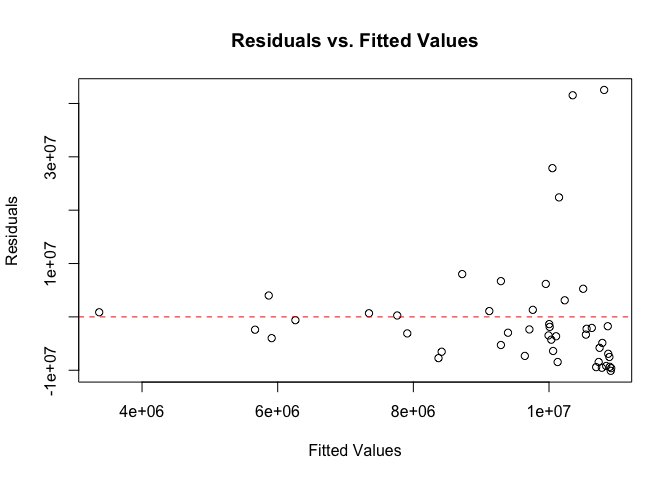 Residuals vs. Fitted Values
Residuals
3e+07
1e+07
-1e+07
4e+06
6e+06
8e+06
1e+07
Fitted Values